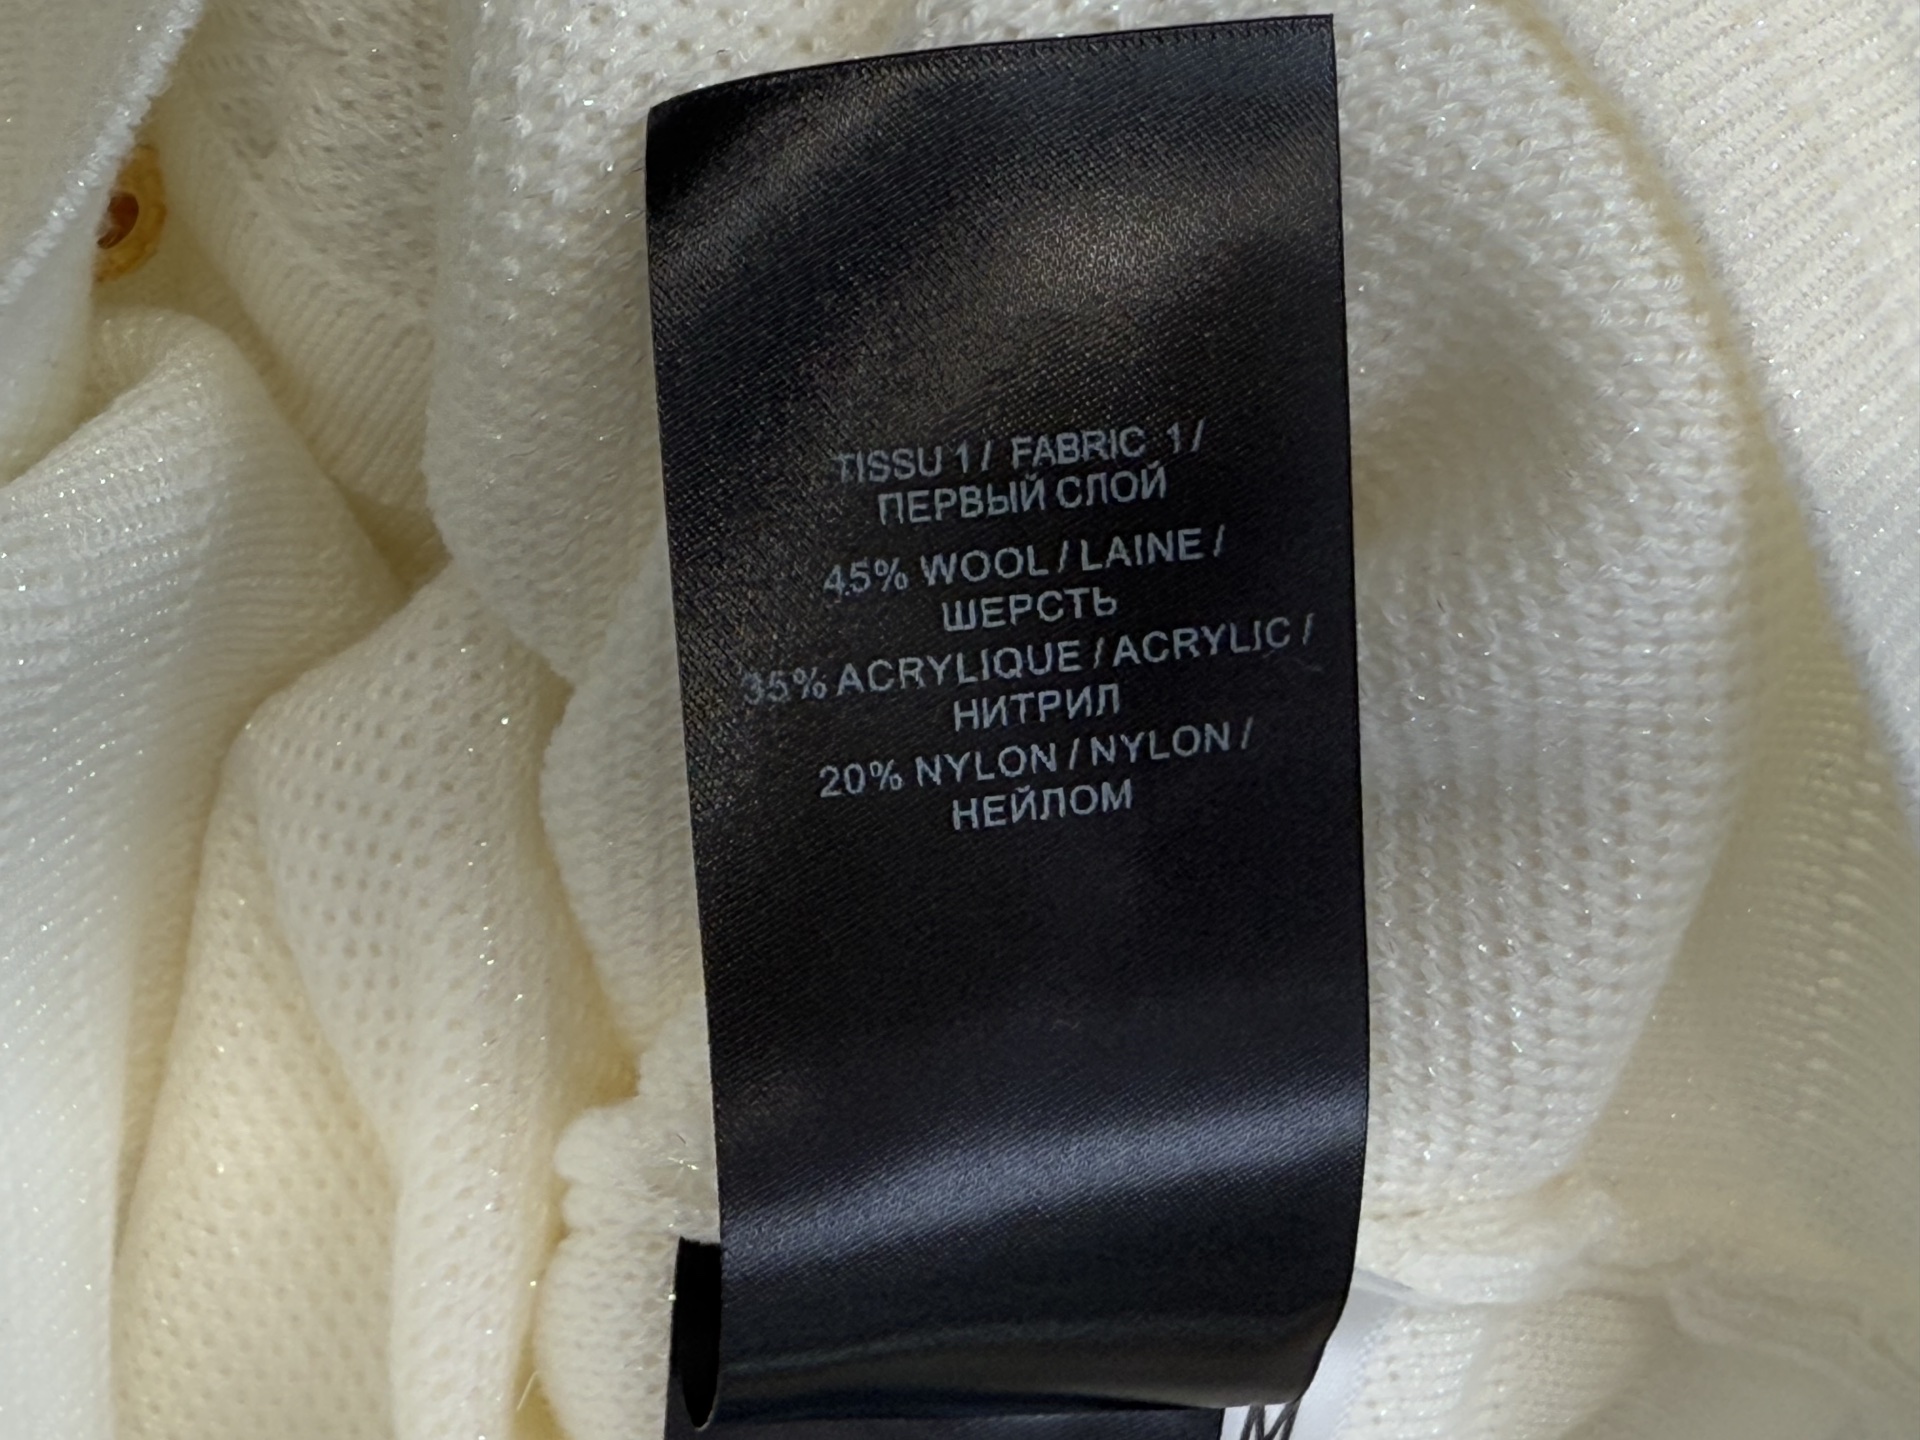 TISSU 1 / FABRIC 1 /
ПЕРВЫЙ СЛОЙ
45% WOOL / LAINE /
ШЕРСТЬ
35% ACRYLIQUE / ACRYLIC /
НИТРИЛ
20% NYLON / NYLON /
НЕЙЛОМ
M